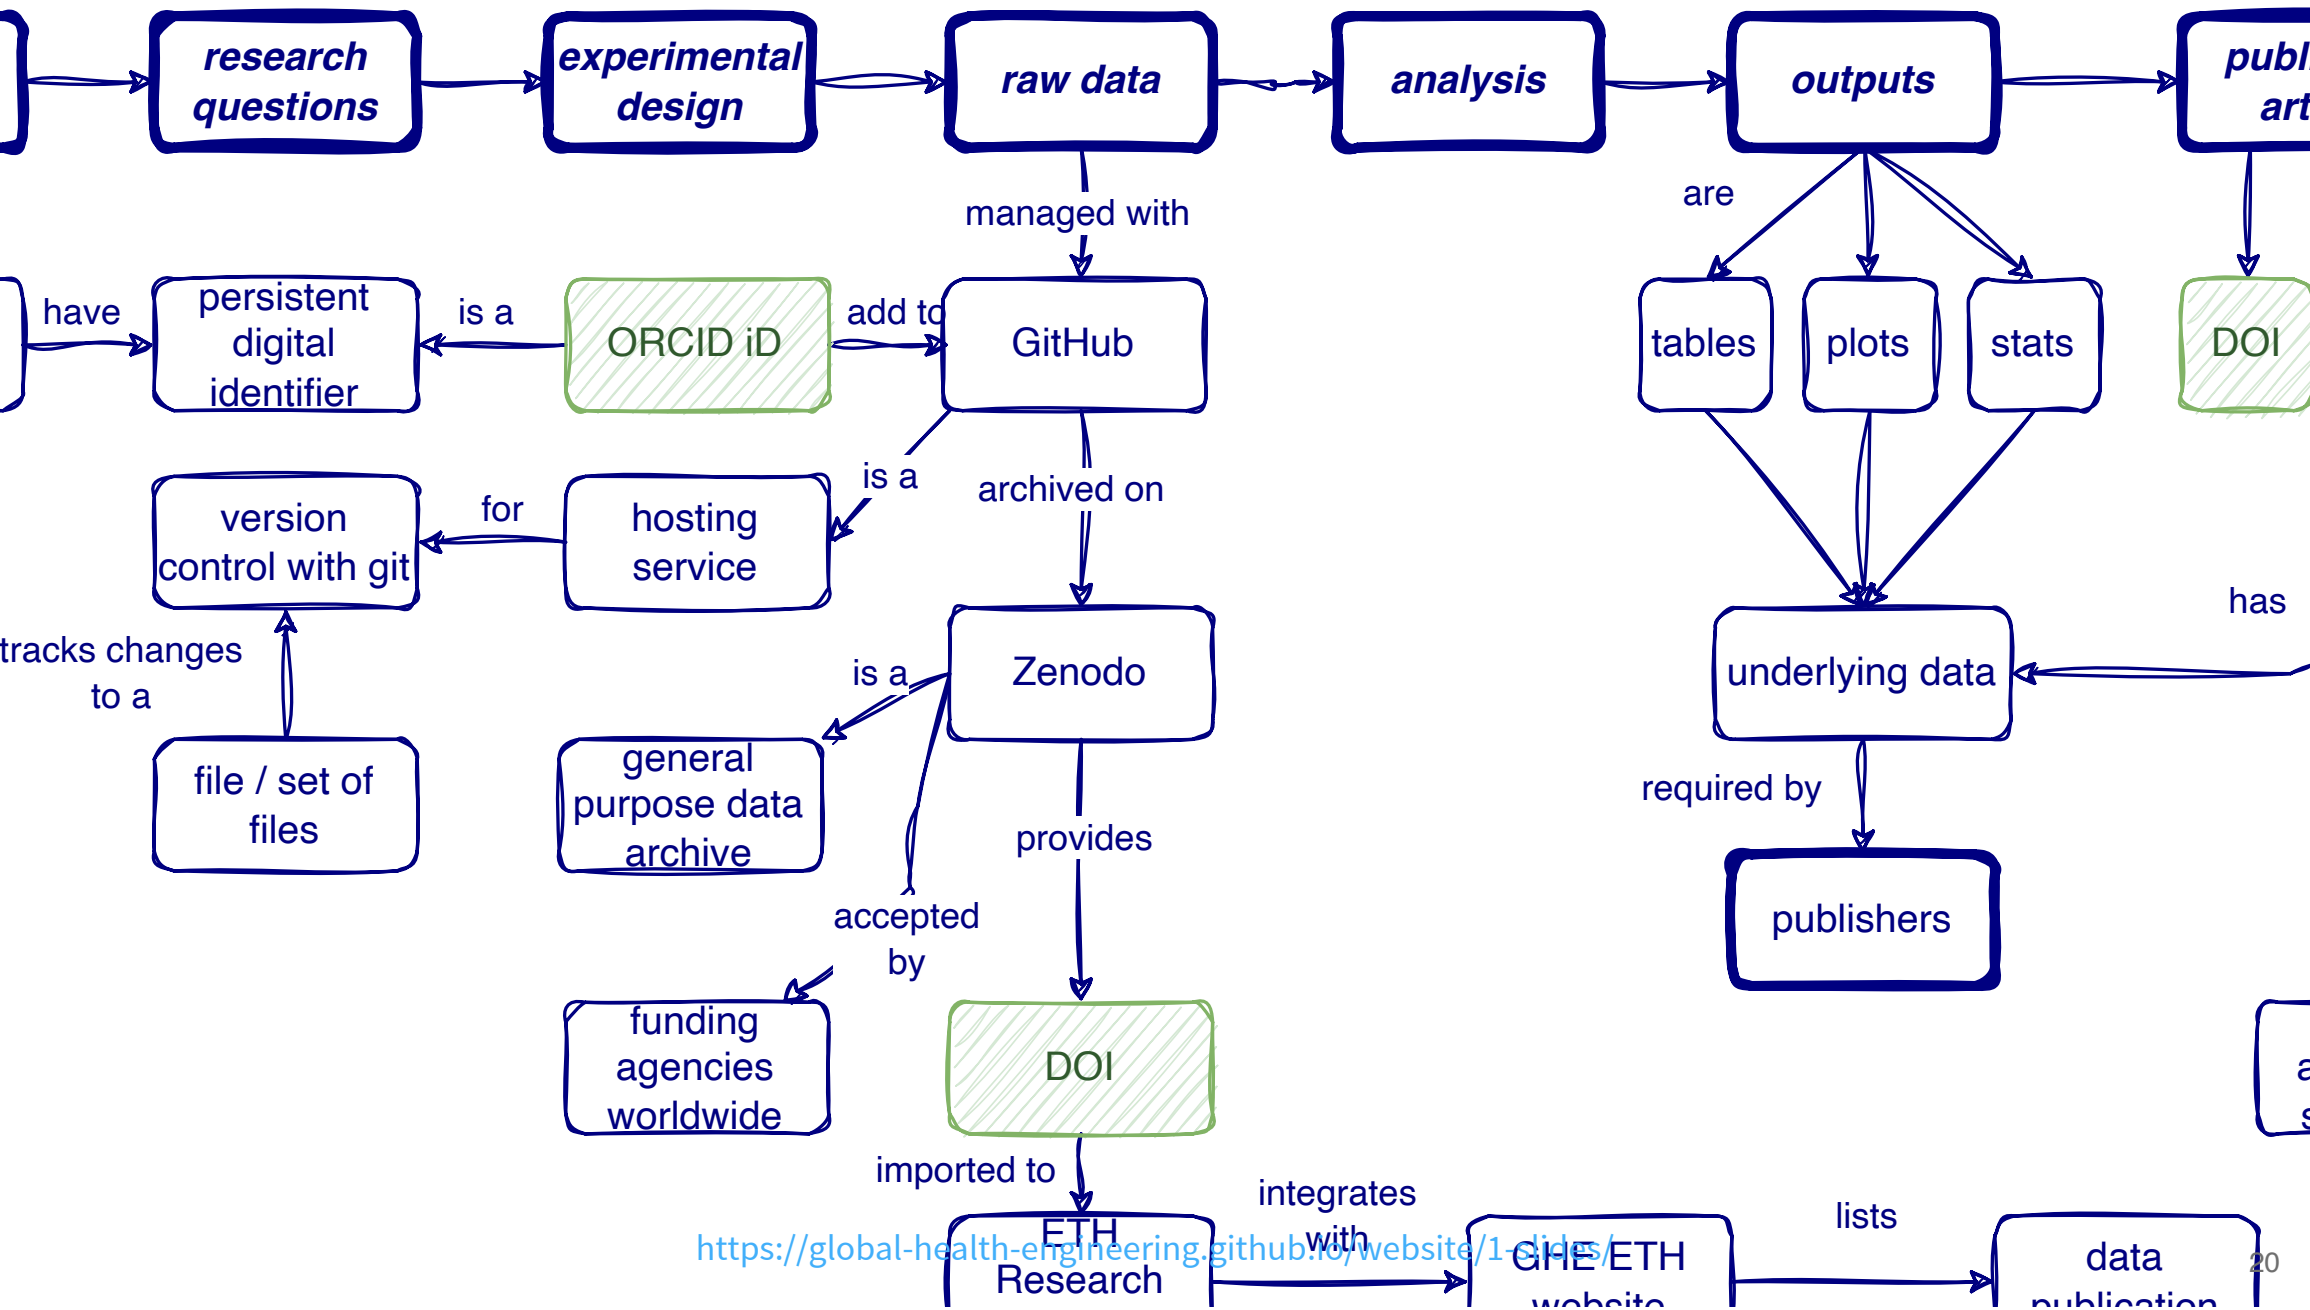 research
questions
experimental
design
raw data
analysis
outputs
publ
art
managed with
are
have
persistent
digital
identifier
is a
ORCID iD
add to
GitHub
tables
plots
stats
DOI
is a
archived on
version
control with git
for
hosting
service
has
tracks changes
to a
is a
Zenodo
underlying data
file / set of
files
general
purpose data
archive
provides
required by
accepted
by
publishers
funding
agencies
worldwide
DOI
a
s
imported to
integrates
with
lists
ETH
Research
GHE ETH
website
data
publication
https://global-health-engineering.github.io/website/1-slides/
20